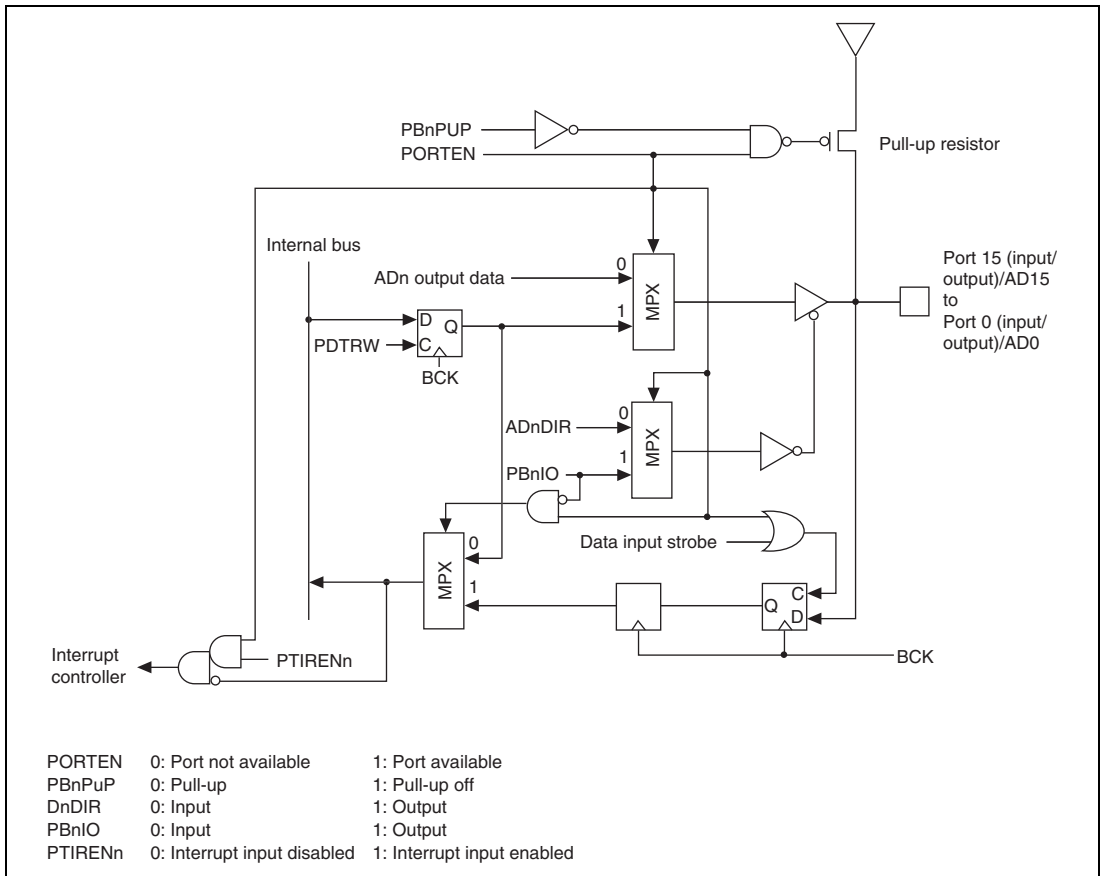 PBnPUP
PORTEN
Pull-up resistor
Internal bus
ADn output data
0
1
MPX
Port 15 (input/
output)/AD15
to
Port 0 (input/
output)/AD0
D
Q
PDTRW
C
BCK
ADnDIR
0
PBnIO
1
MPX
Data input strobe
0
1
MPX
C
Q
D
BCK
Interrupt
controller
PTIRENn
PORTEN 0: Port not available 1: Port available
PBnPuP 0: Pull-up 1: Pull-up off
DnDIR 0: Input 1: Output
PBnIO 0: Input 1: Output
PTIRENn 0: Interrupt input disabled 1: Interrupt input enabled